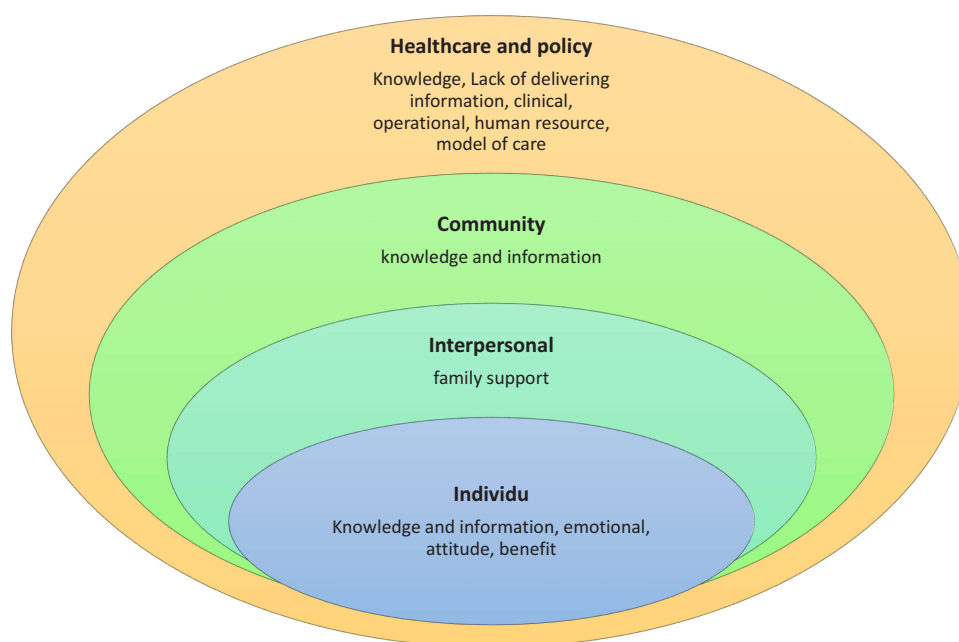 Healthcare and policy
Knowledge, Lack of delivering
information, clinical,
operational, human resource,
model of care
Community
knowledge and information
Interpersonal
family support
Individu
Knowledge and information, emotional,
attitude, benefit